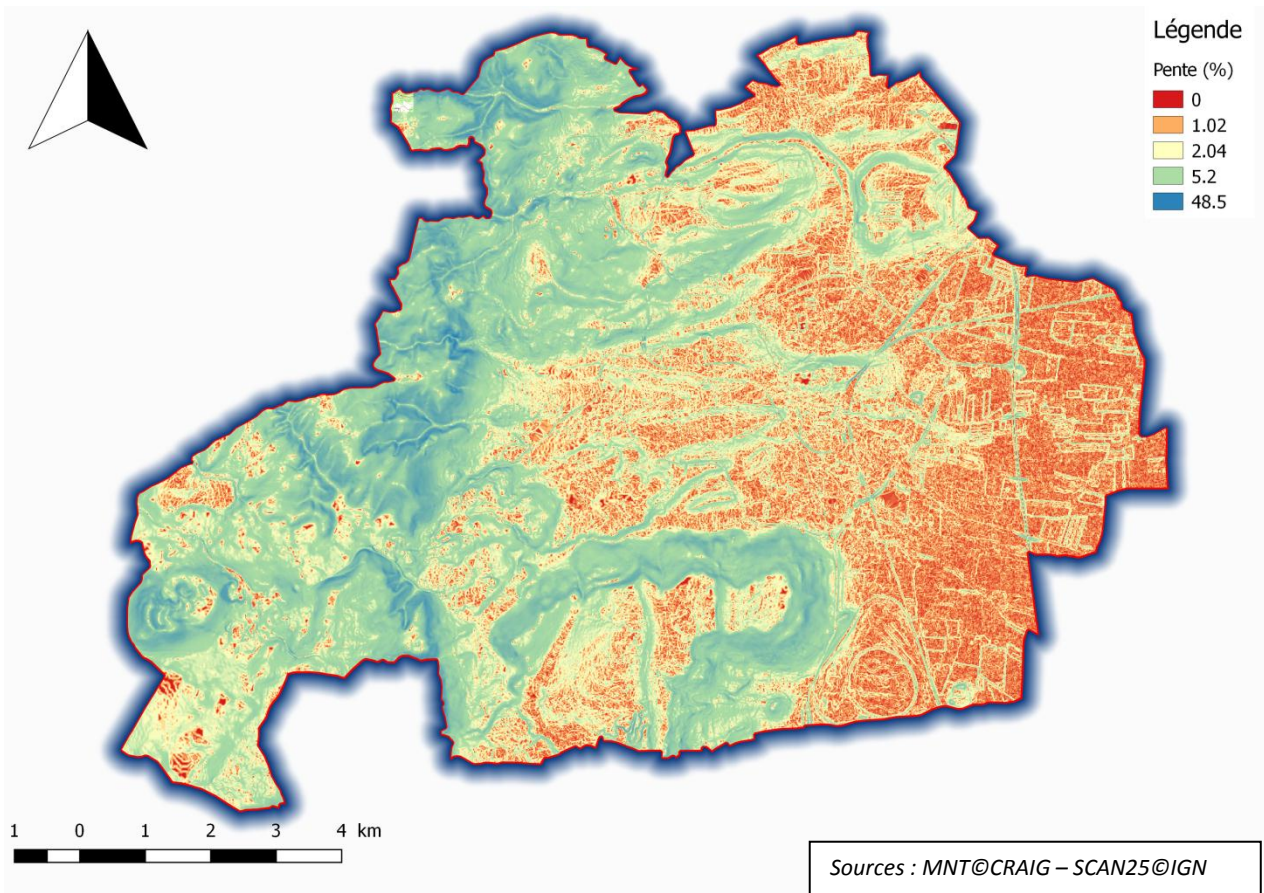 Légende
Pente (%)
0
1.02
2.04
5.2
48.5
1 0 1 2 3 4 km
Sources : MNT©CRAIG – SCAN25©IGN